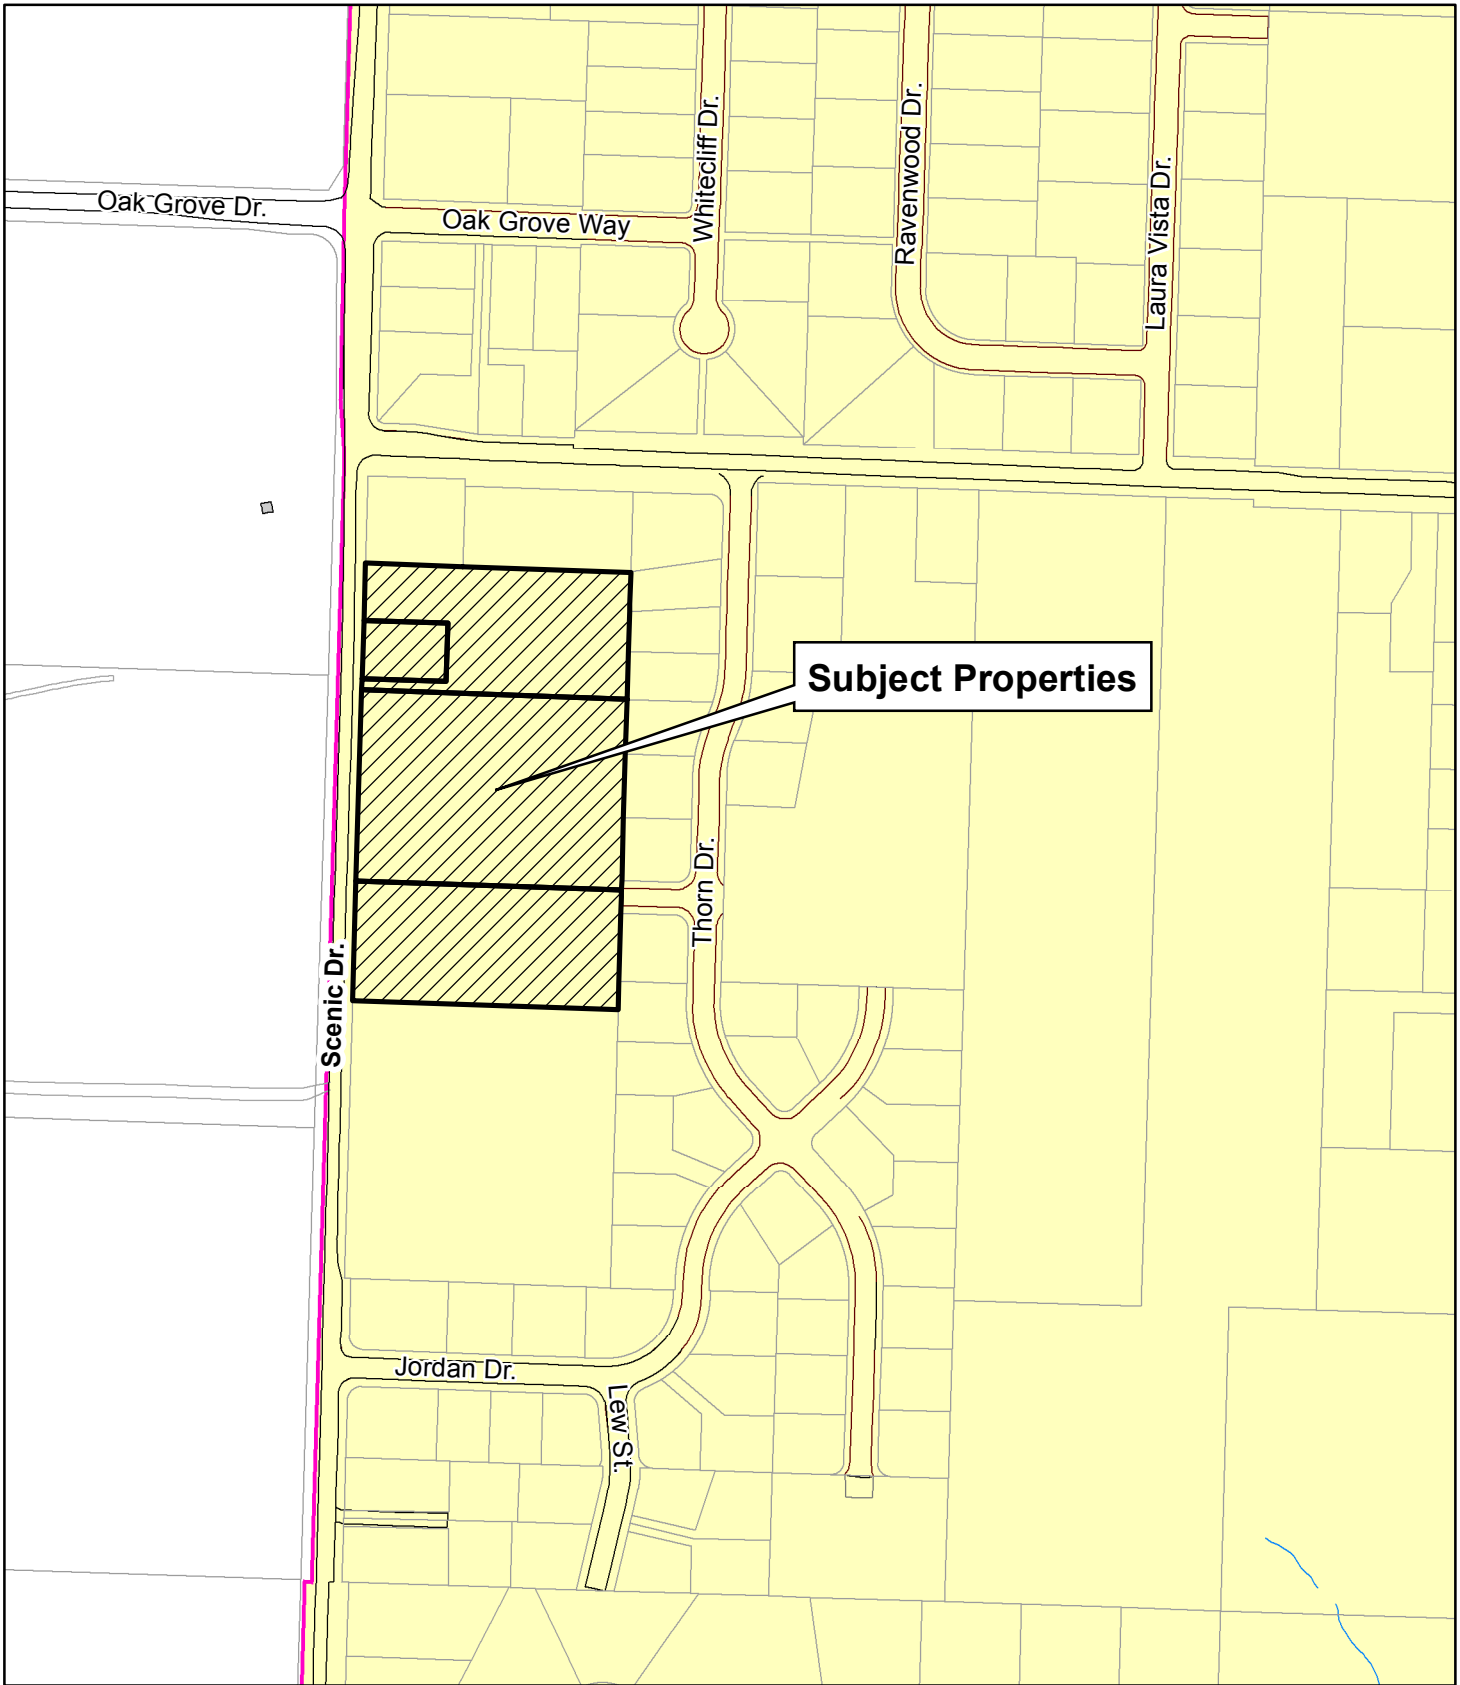 Whitecliff Dr.
Ravenwood Dr.
Laura Vista Dr.
Oak Grove Dr.
Oak Grove Way
Subject Properties
Thorn Dr.
Scenic Dr.
Jordan Dr.
Lew St.